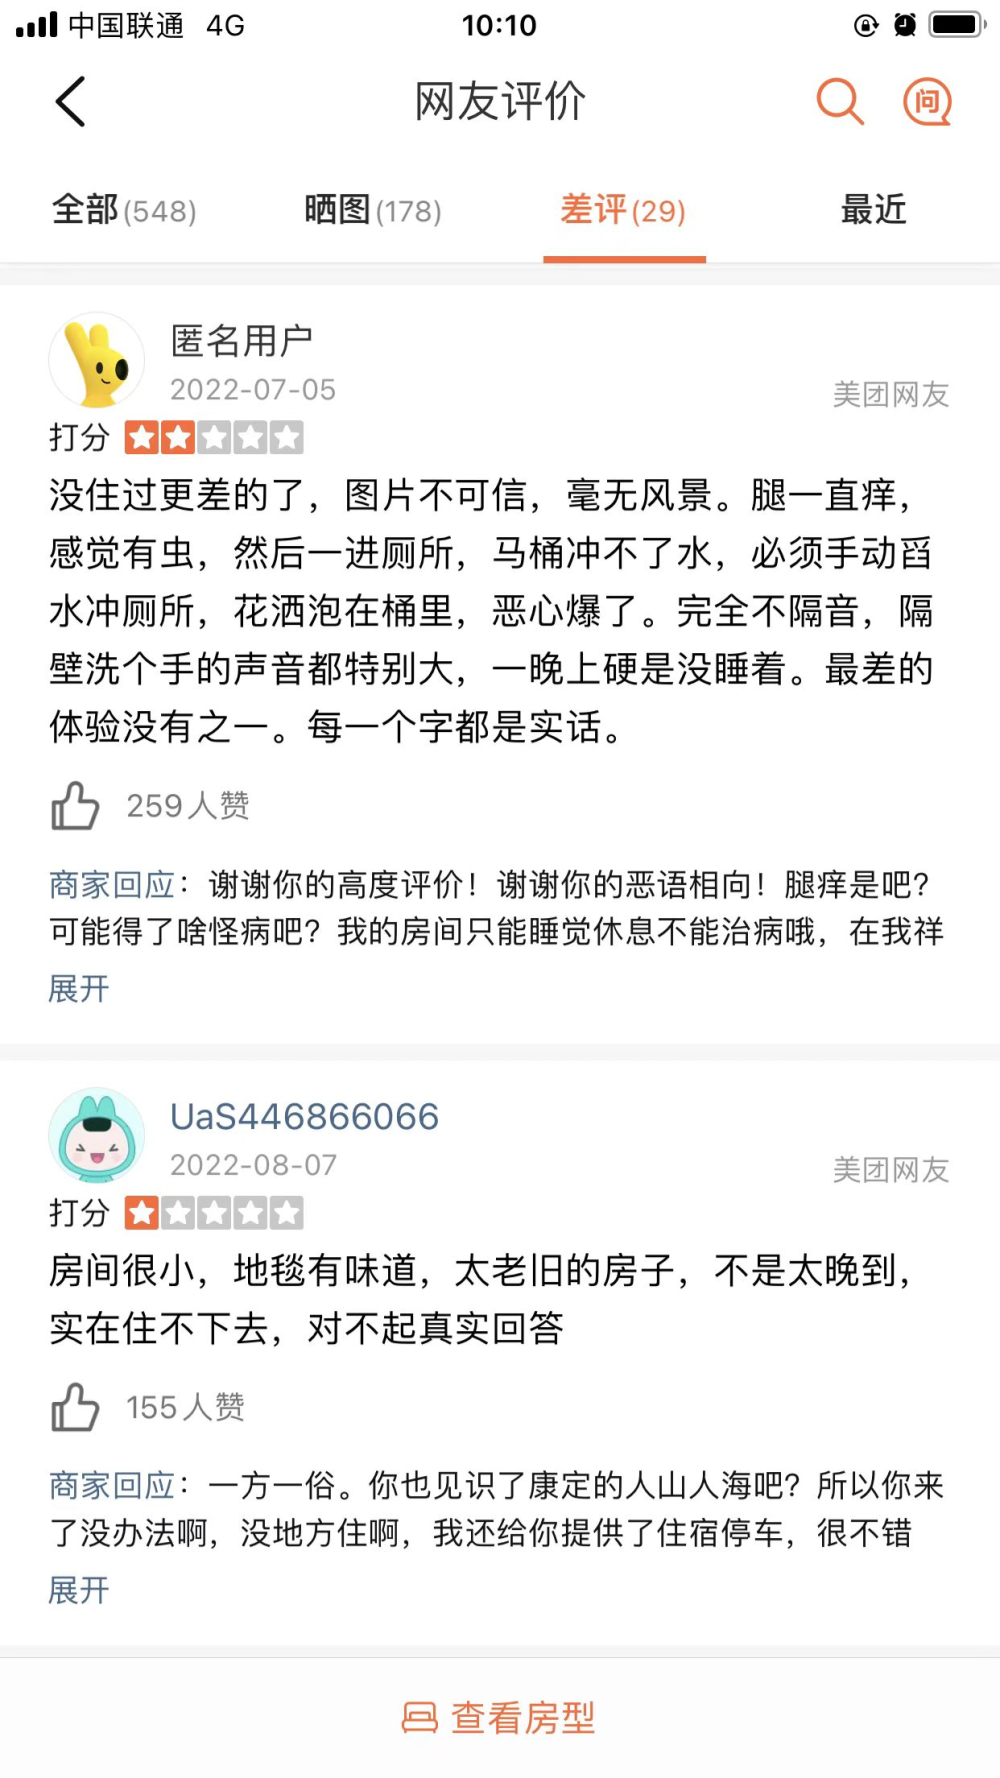 中国联通 4G 10:10
网友评价 问
全部(548) 晒图(178) 差评(29) 最近
匿名用户
2022-07-05 美团网友
打分
没住过更差的了，图片不可信，毫无风景。腿一直痒，
感觉有虫，然后一进厕所，马桶冲不了水，必须手动舀
水冲厕所，花洒泡在桶里，恶心爆了。完全不隔音，隔
壁洗个手的声音都特别大，一晚上硬是没睡着。最差的
体验没有之一。每一个字都是实话。
259人赞
商家回应：谢谢你的高度评价！谢谢你的恶语相向！腿痒是吧？
可能得了啥怪病吧？我的房间只能睡觉休息不能治病哦，在我祥
展开
UaS446866066
2022-08-07 美团网友
打分
房间很小，地毯有味道，太老旧的房子，不是太晚到，
实在住不下去，对不起真实回答
155人赞
商家回应：一方一俗。你也见识了康定的人山人海吧？所以你来
了没办法啊，没地方住啊，我还给你提供了住宿停车，很不错
展开
查看房型